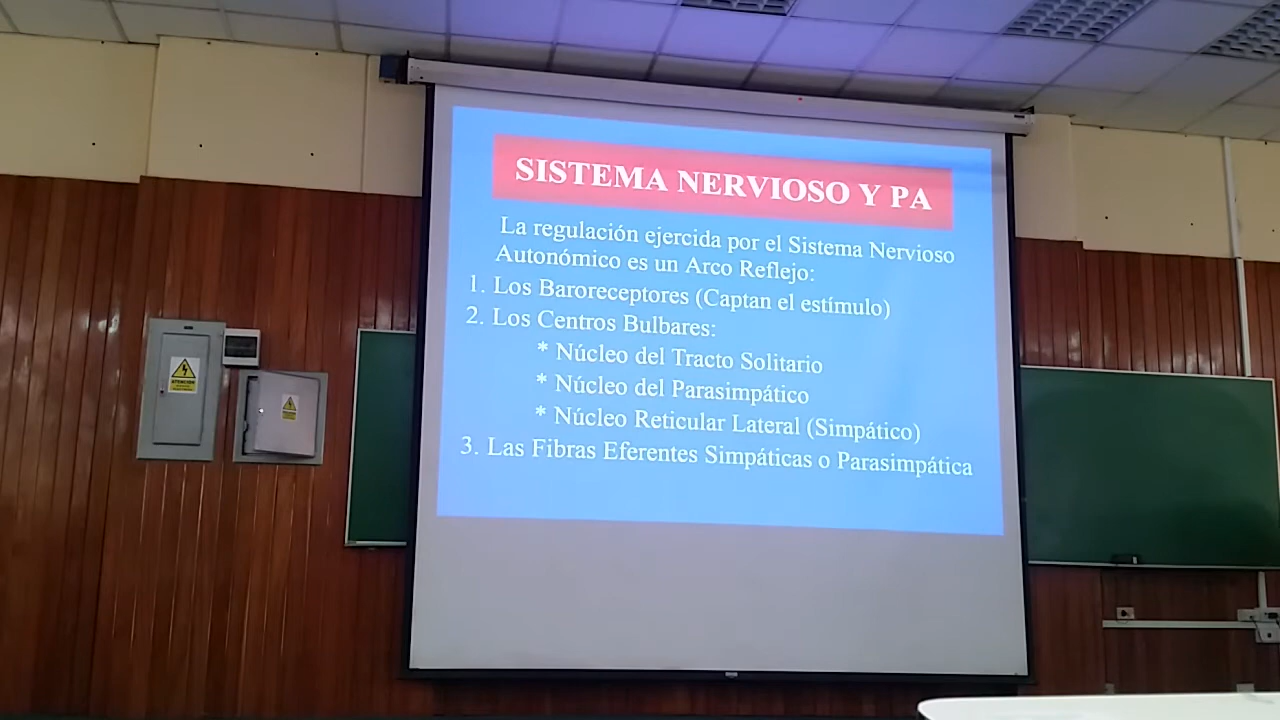 SISTEMA NERVIOSO Y PA
La regulación ejercida por el Sistema Nervioso
Autonómico es un Arco Reflejo:
1. Los Baroreceptores (Captan el estímulo)
2. Los Centros Bulbares:
* Núcleo del Tracto Solitario
* Núcleo del Parasimpático
* Núcleo Reticular Lateral (Simpático)
3. Las Fibras Eferentes Simpáticas o Parasimpática
ATENCION